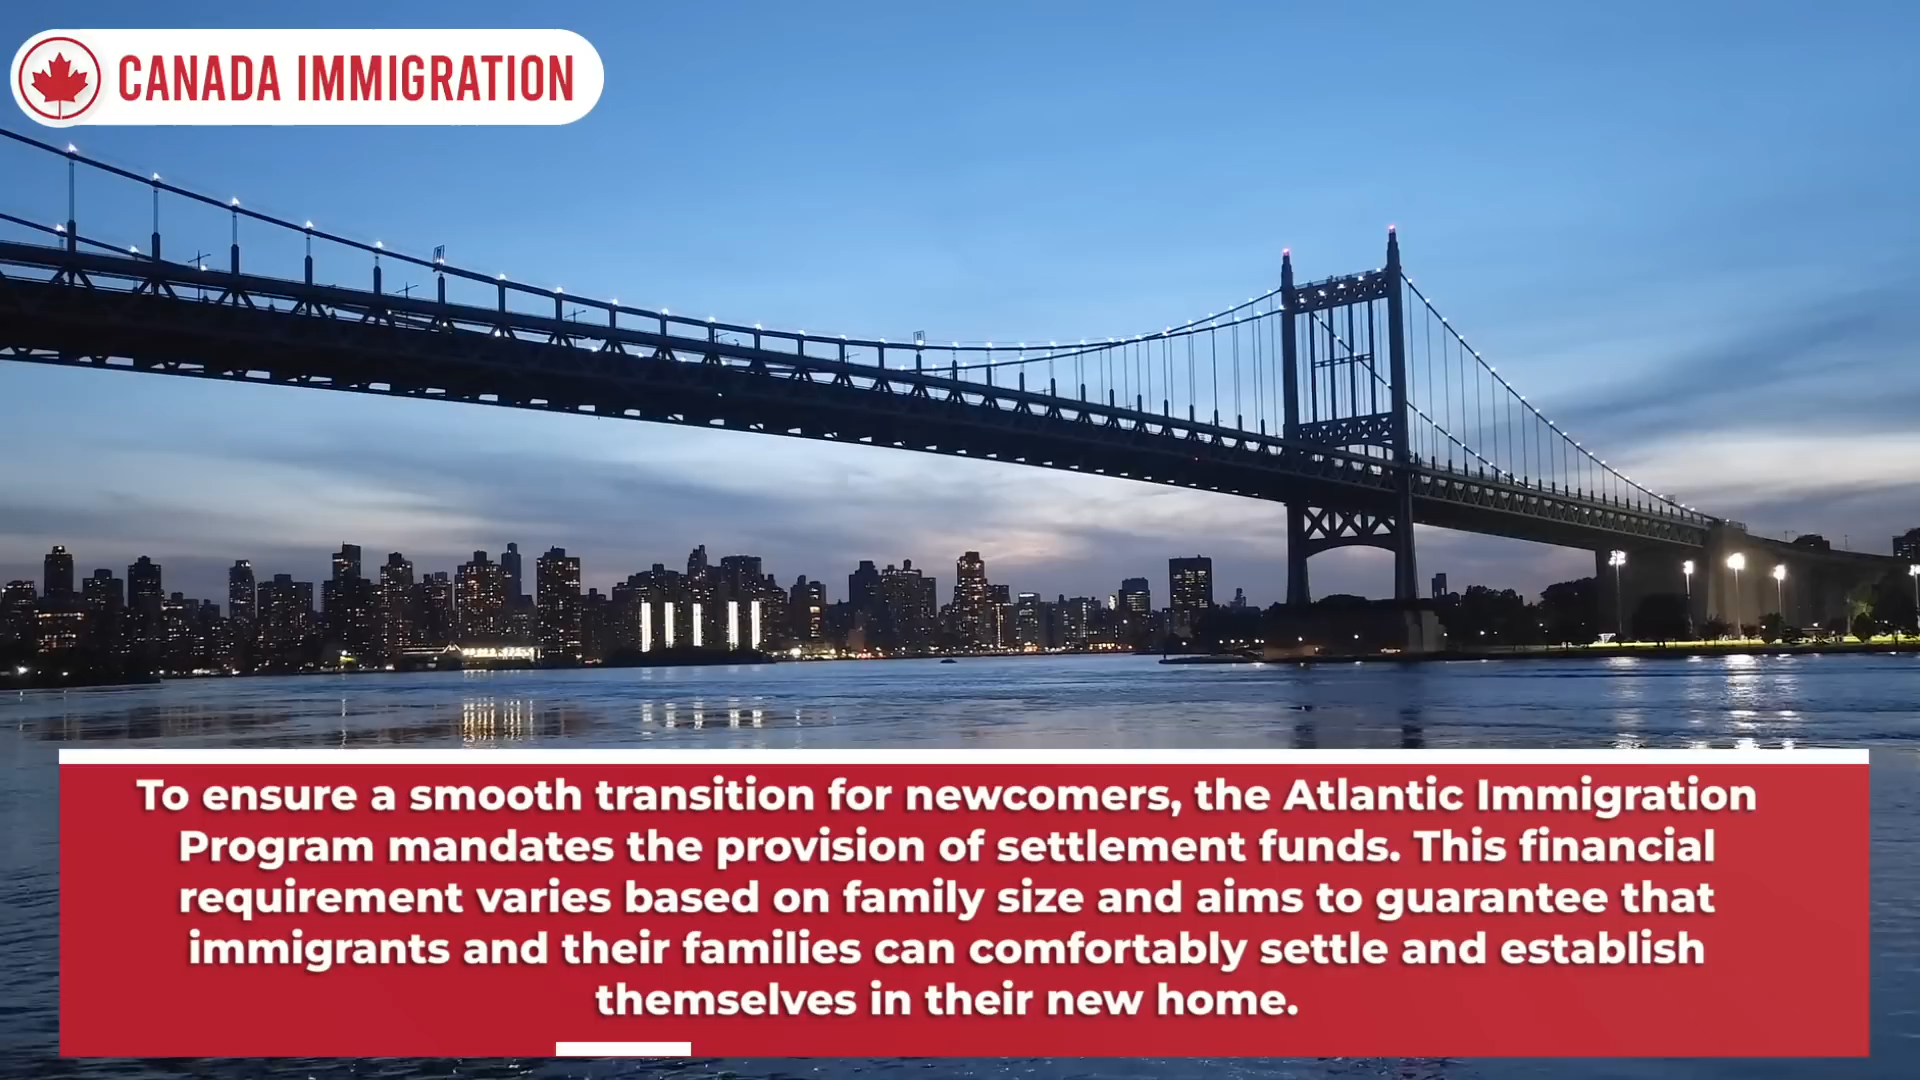 CANADA IMMIGRATION
To ensure a smooth transition for newcomers, the Atlantic Immigration
Program mandates the provision of settlement funds. This financial
requirement varies based on family size and aims to guarantee that
immigrants and their families can comfortably settle and establish
themselves in their new home.